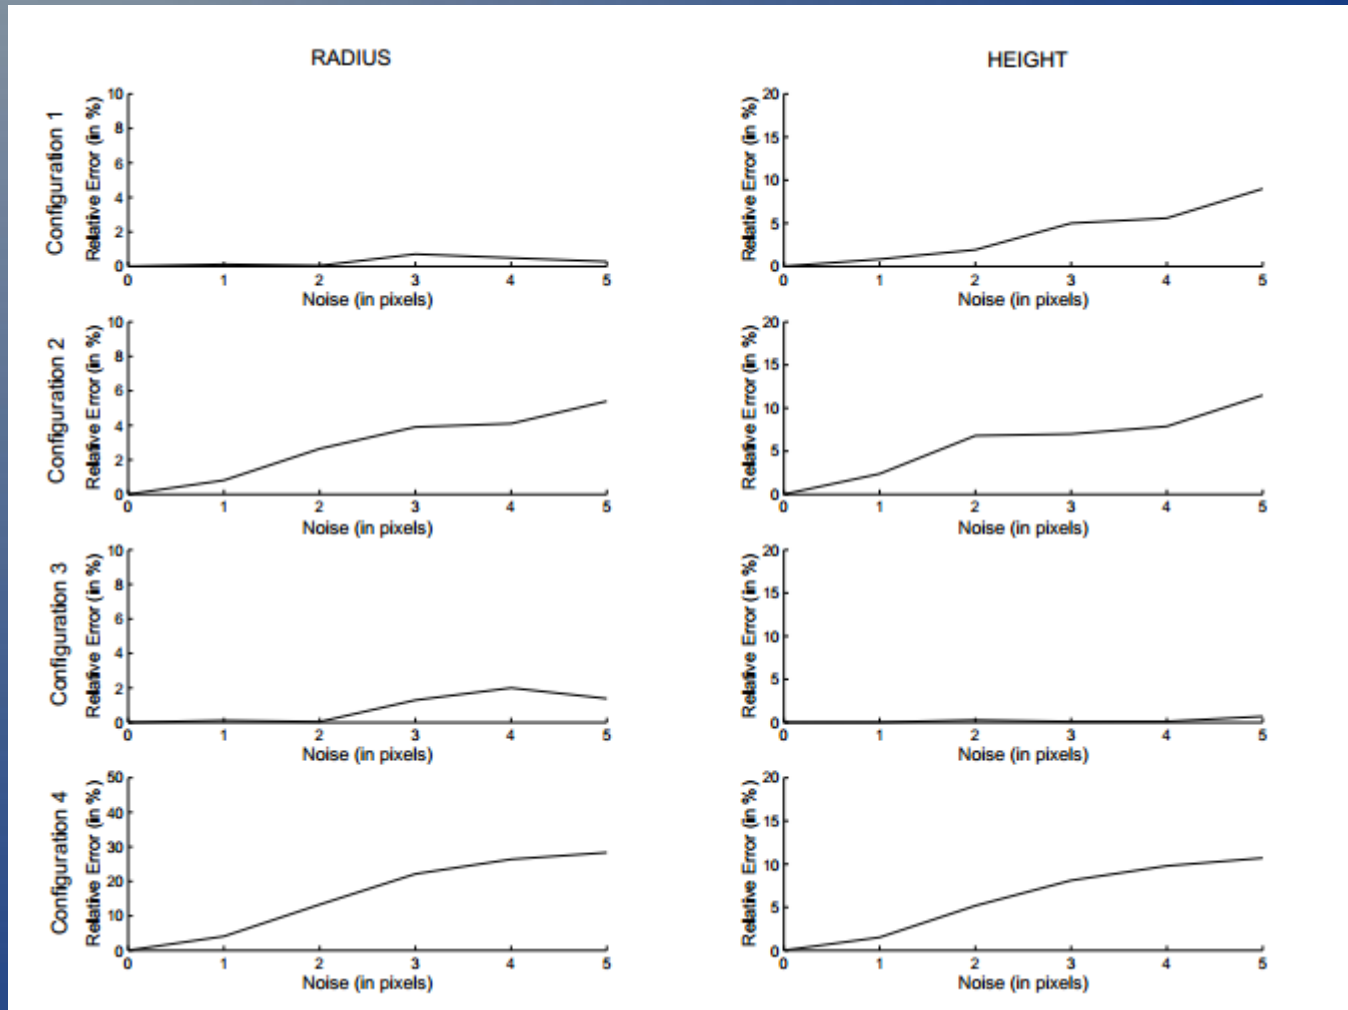 RADIUS
HEIGHT
Configuration 1
Relative Error (in %)
10
8
6
4
2
0
0 1 2 3 4 5
Noise (in pixels)
Relative Error (in %)
20
15
10
5
0
0 1 2 3 4 5
Noise (in pixels)
Configuration 2
Relative Error (in %)
10
8
6
4
2
0
0 1 2 3 4 5
Noise (in pixels)
Relative Error (in %)
20
15
10
5
0
0 1 2 3 4 5
Noise (in pixels)
Configuration 3
Relative Error (in %)
10
8
6
4
2
0
0 1 2 3 4 5
Noise (in pixels)
Relative Error (in %)
20
15
10
5
0
0 1 2 3 4 5
Noise (in pixels)
Configuration 4
Relative Error (in %)
50
40
30
20
10
0
0 1 2 3 4 5
Noise (in pixels)
Relative Error (in %)
20
15
10
5
0
0 1 2 3 4 5
Noise (in pixels)